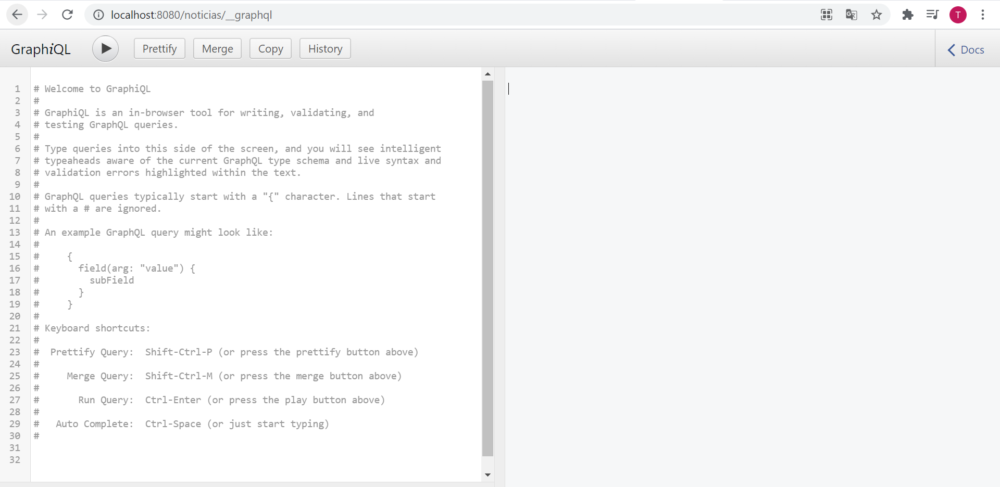 localhost:8080/noticias/__graphql
T
GraphiQL Prettify Merge Copy History Docs
1 # Welcome to GraphiQL
2 #
3 # GraphiQL is an in-browser tool for writing, validating, and
4 # testing GraphQL queries.
5 #
6 # Type queries into this side of the screen, and you will see intelligent
7 # typeaheads aware of the current GraphQL type schema and live syntax and
8 # validation errors highlighted within the text.
9 #
10 # GraphQL queries typically start with a "{" character. Lines that start
11 # with a # are ignored.
12 #
13 # An example GraphQL query might look like:
14 #
15 #     {
16 #       field(arg: "value") {
17 #         subField
18 #       }
19 #     }
20 #
21 # Keyboard shortcuts:
22 #
23 #  Prettify Query:  Shift-Ctrl-P (or press the prettify button above)
24 #
25 #     Merge Query:  Shift-Ctrl-M (or press the merge button above)
26 #
27 #       Run Query:  Ctrl-Enter (or press the play button above)
28 #
29 #   Auto Complete:  Ctrl-Space (or just start typing)
30 #
31
32